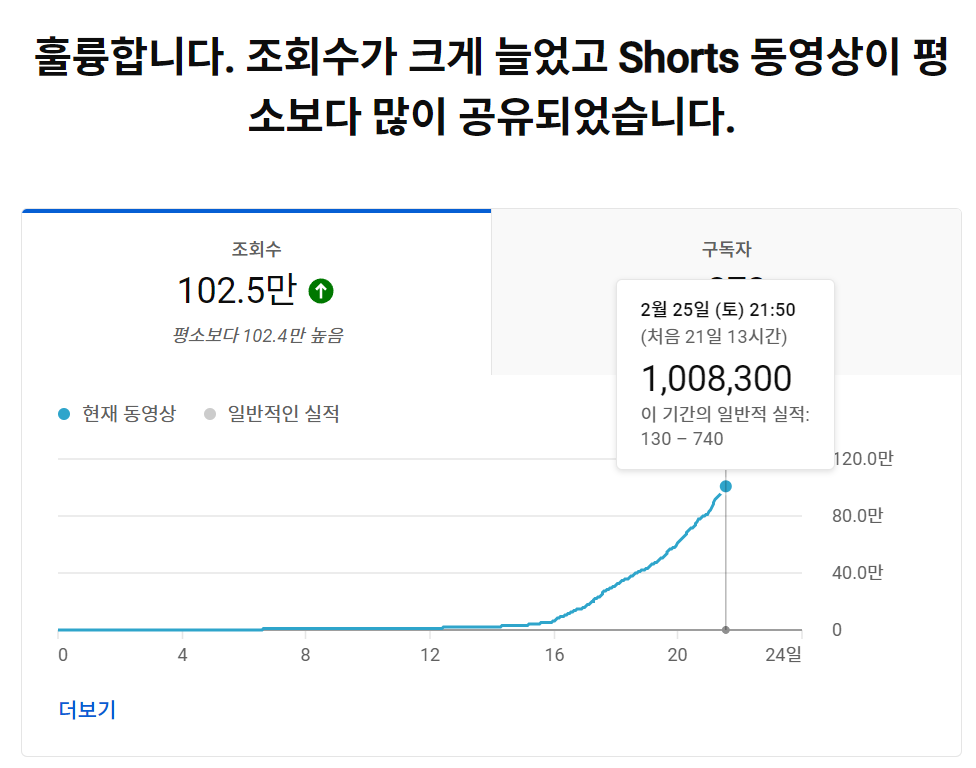 훌륭합니다. 조회수가 크게 늘었고 Shorts 동영상이 평
소보다 많이 공유되었습니다.
조회수
102.5만
평소보다 102.4만 높음
구독자
2월 25일 (토) 21:50
(처음 21일 13시간)
1,008,300
이 기간의 일반적 실적:
130 – 740
현재 동영상
일반적인 실적
120.0만
80.0만
40.0만
0
0 4 8 12 16 20 24일
더보기